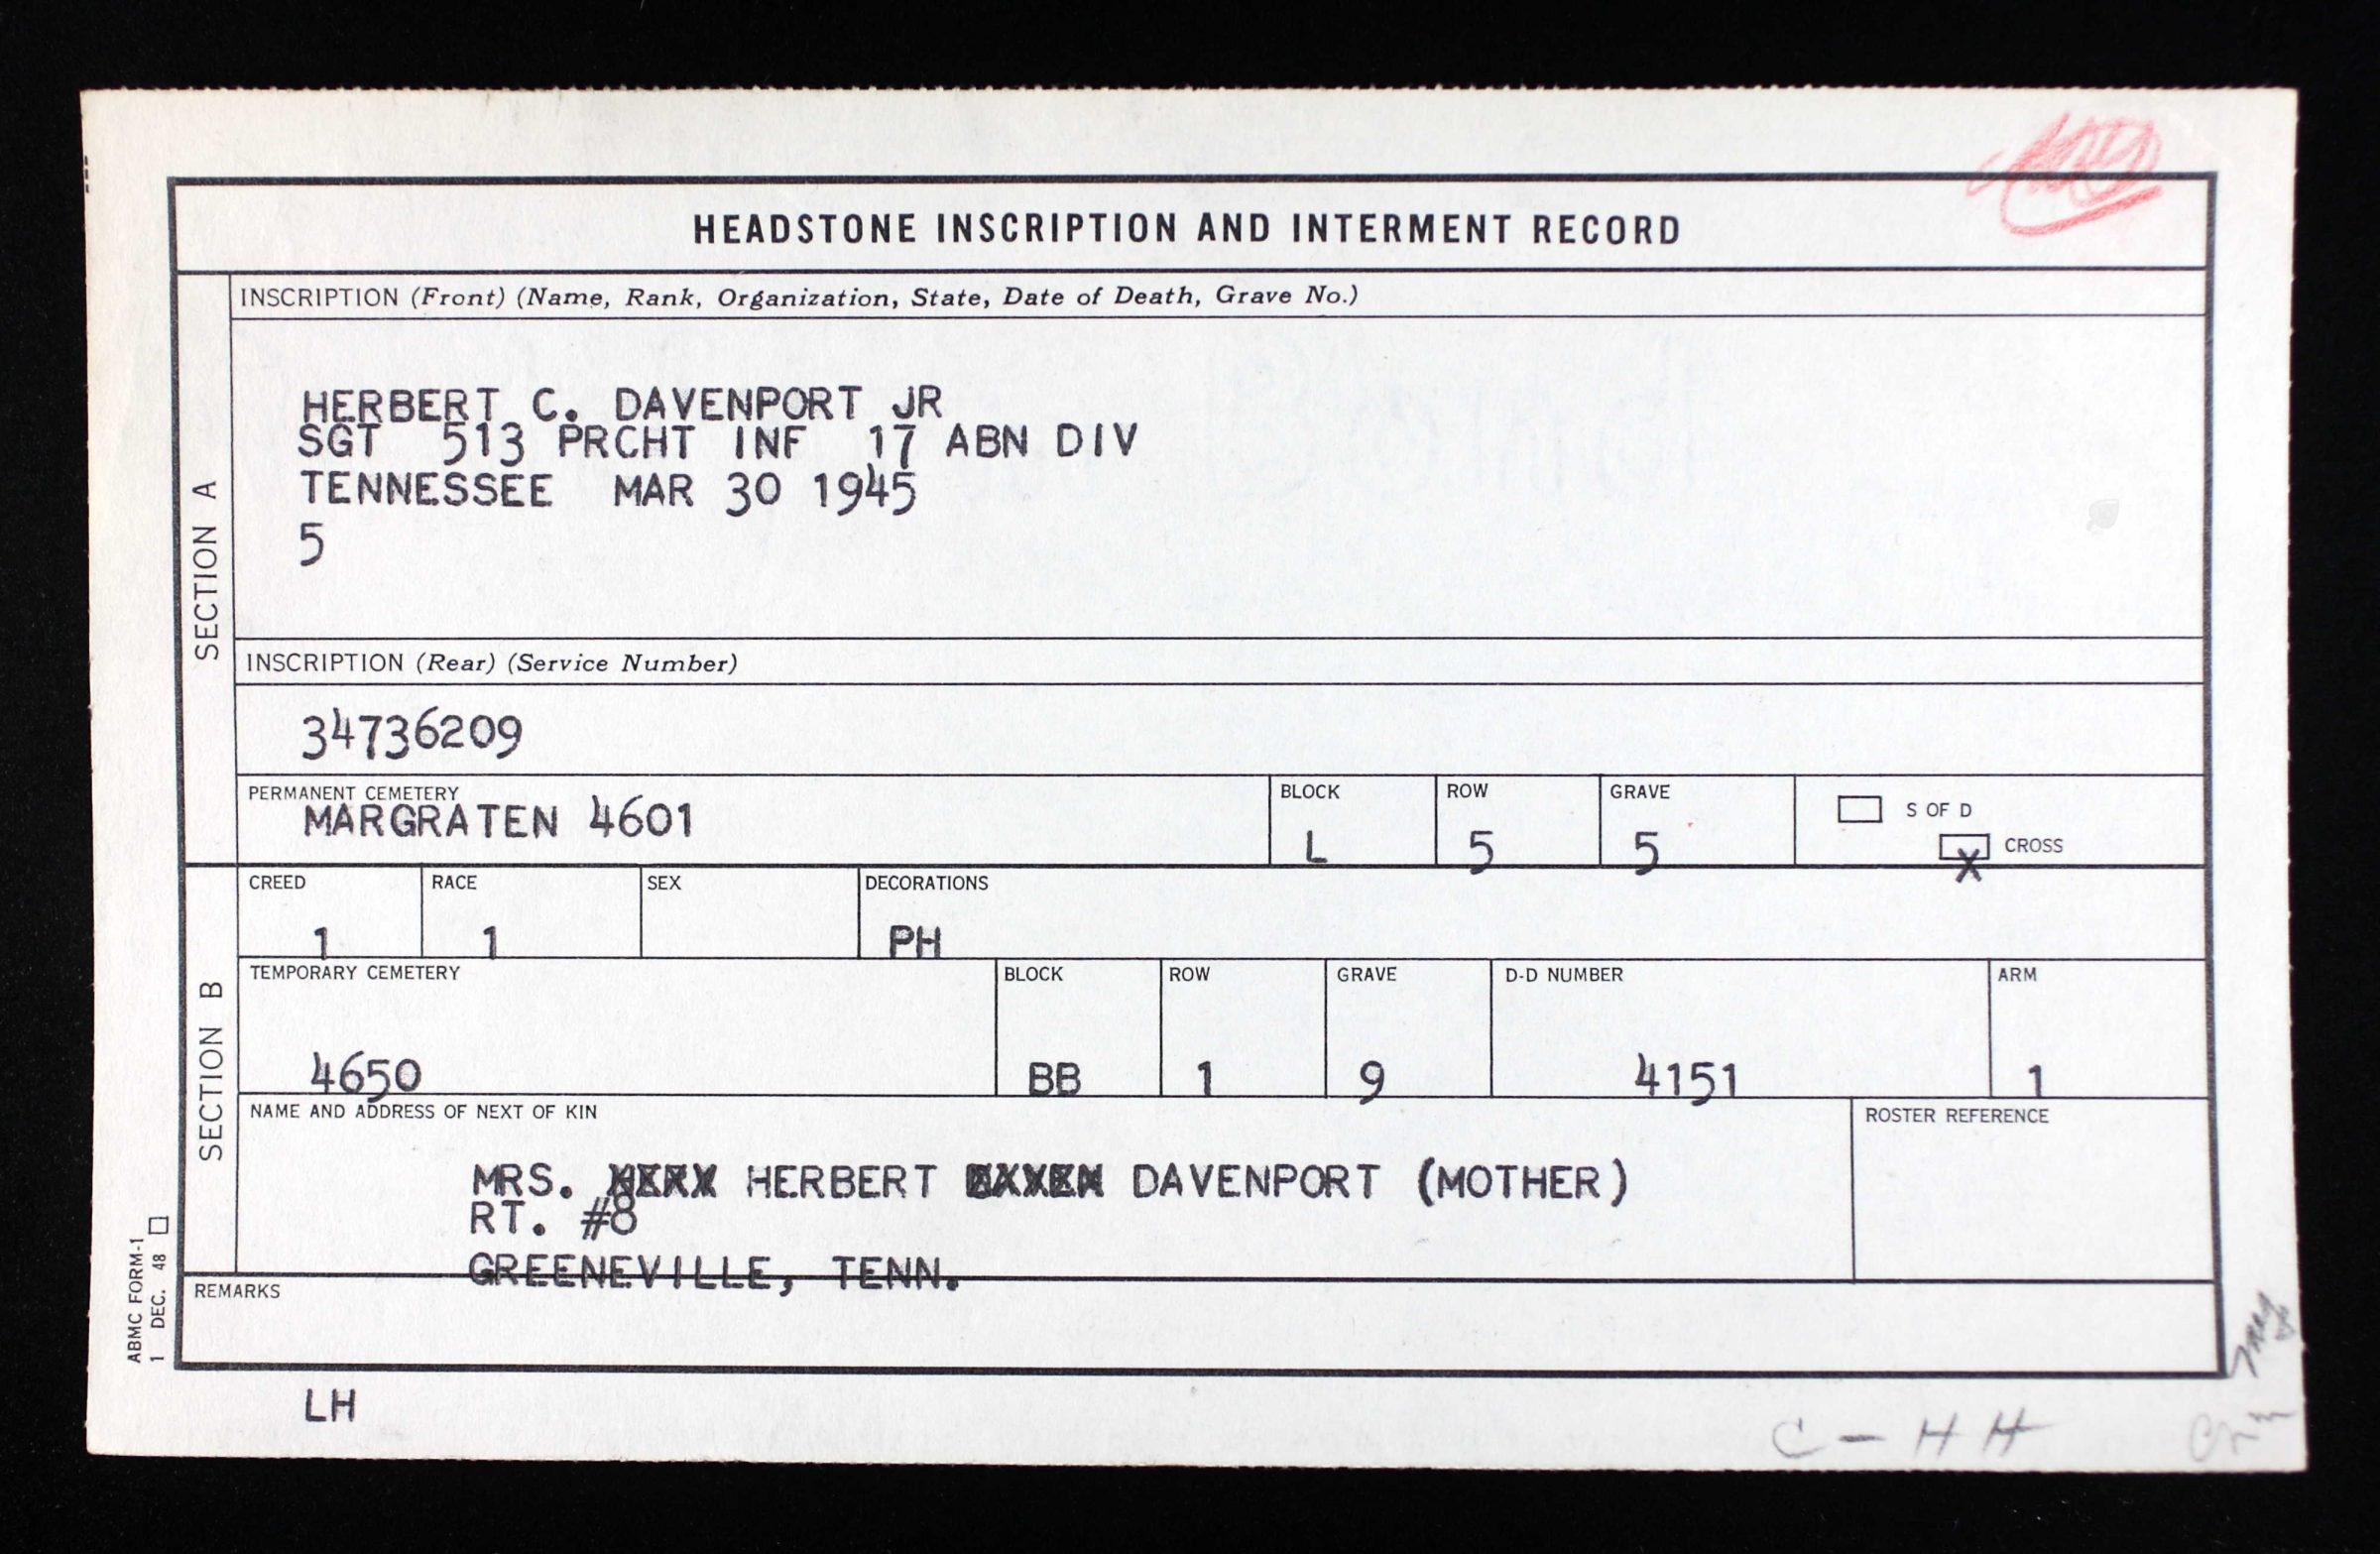 HEADSTONE INSCRIPTION AND INTERMENT RECORD
SECTION A
INSCRIPTION (Front) (Name, Rank, Organization, State, Date of Death, Grave No.)
HERBERT C. DAVENPORT JR
SGT 513 PRCHT INF 17 ABN DIV
TENNESSEE MAR 30 1945
5
INSCRIPTION (Rear) (Service Number)
34736209
PERMANENT CEMETERY BLOCK ROW GRAVE
MARGRATEN 4601 L 5 5
S OF D
X CROSS
SECTION B
CREED RACE SEX DECORATIONS
1 1 PH
TEMPORARY CEMETERY BLOCK ROW GRAVE D-D NUMBER ARM
4650 BB 1 9 4151 1
NAME AND ADDRESS OF NEXT OF KIN ROSTER REFERENCE
MRS. HERBERT DAVENPORT (MOTHER)
RT. #8
GREENEVILLE, TENN.
REMARKS
ABMC FORM-1
1 DEC. 48
LH
C - H H